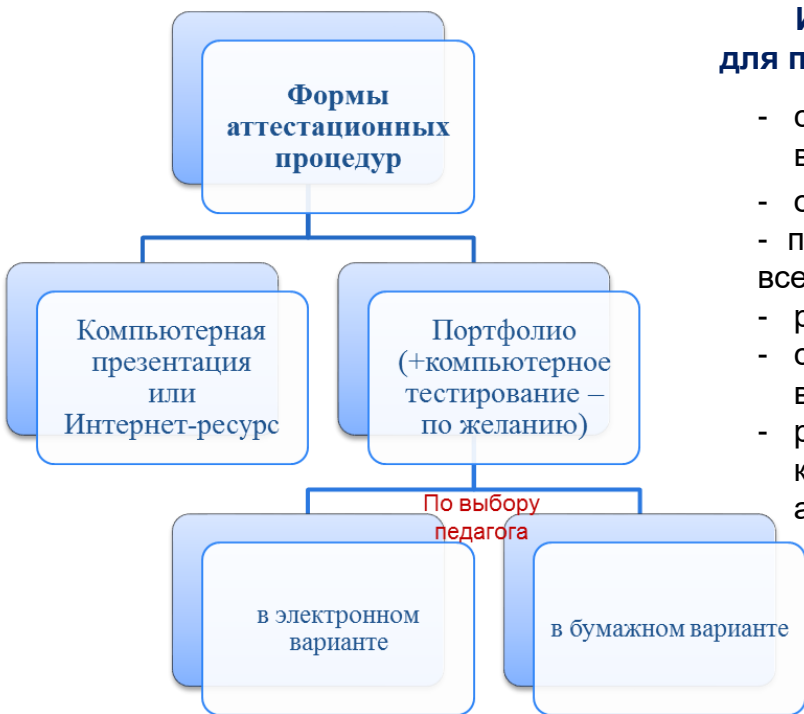 Формы
аттестационных
процедур
Компьютерная
презентация
или
Интернет-ресурс
Портфолио
(+компьютерное
тестирование –
по желанию)
По выбору
педагога
в электронном
варианте
в бумажном варианте
для п
-
-
- п
все
-
-
-